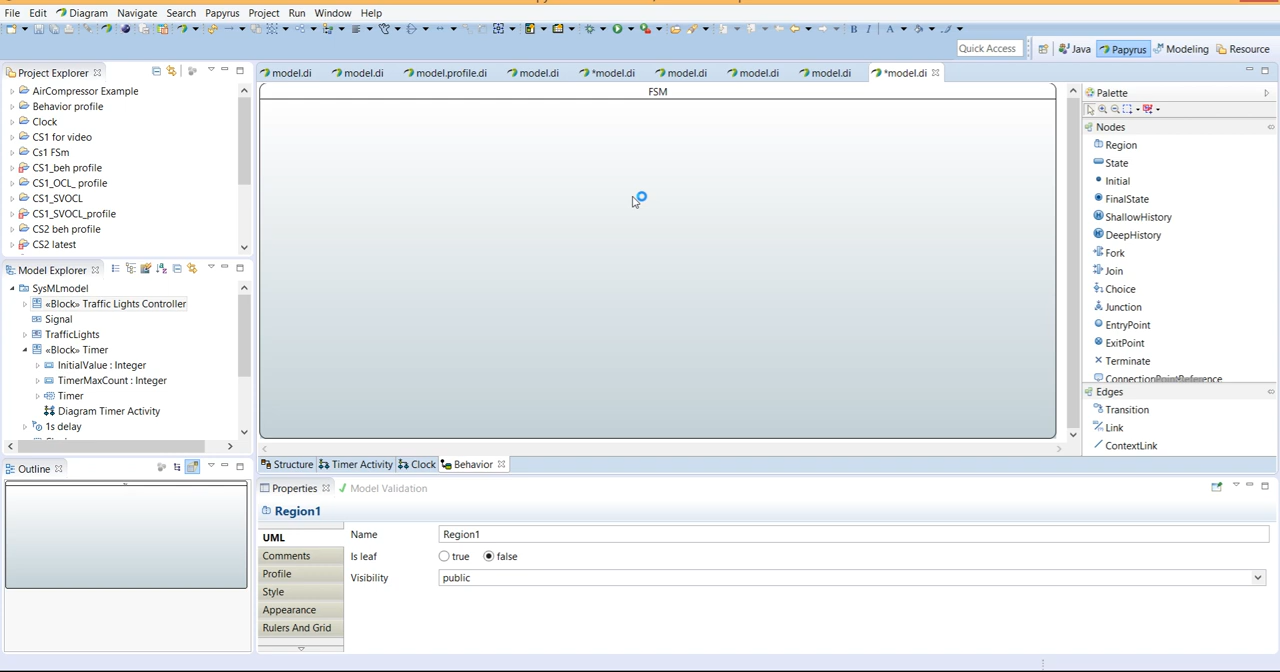 File Edit Diagram Navigate Search Papyrus Project Run Window Help
Quick Access Java Papyrus Modeling Resource
Project Explorer
AirCompressor Example
Behavior profile
Clock
CS1 for video
Cs1 FSm
CS1_beh profile
CS1_OCL_ profile
CS1_SVOCL
CS1_SVOCL_profile
CS2 beh profile
CS2 latest
Model Explorer
SysMLmodel
«Block» Traffic Lights Controller
Signal
TrafficLights
«Block» Timer
InitialValue : Integer
TimerMaxCount : Integer
Timer
Diagram Timer Activity
1s delay
Outline
model.di model.di model.profile.di model.di *model.di model.di model.di model.di *model.di
FSM
Structure Timer Activity Clock Behavior
Palette
Nodes
Region
State
Initial
FinalState
ShallowHistory
DeepHistory
Fork
Join
Choice
Junction
EntryPoint
ExitPoint
Terminate
ConnectionPointReference
Edges
Transition
Link
ContextLink
Properties Model Validation
Region1
UML
Comments
Profile
Style
Appearance
Rulers And Grid
Name Region1
Is leaf true false
Visibility public